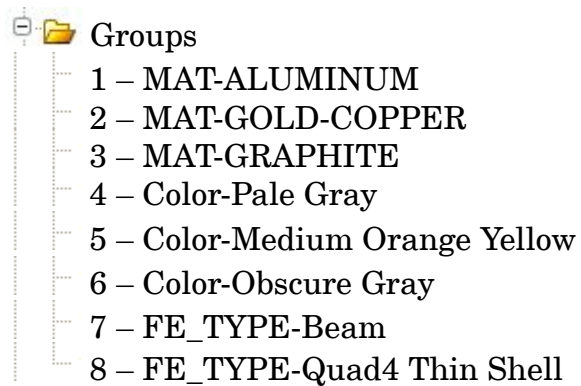 Groups
1 – MAT-ALUMINUM
2 – MAT-GOLD-COPPER
3 – MAT-GRAPHITE
4 – Color-Pale Gray
5 – Color-Medium Orange Yellow
6 – Color-Obscure Gray
7 – FE_TYPE-Beam
8 – FE_TYPE-Quad4 Thin Shell